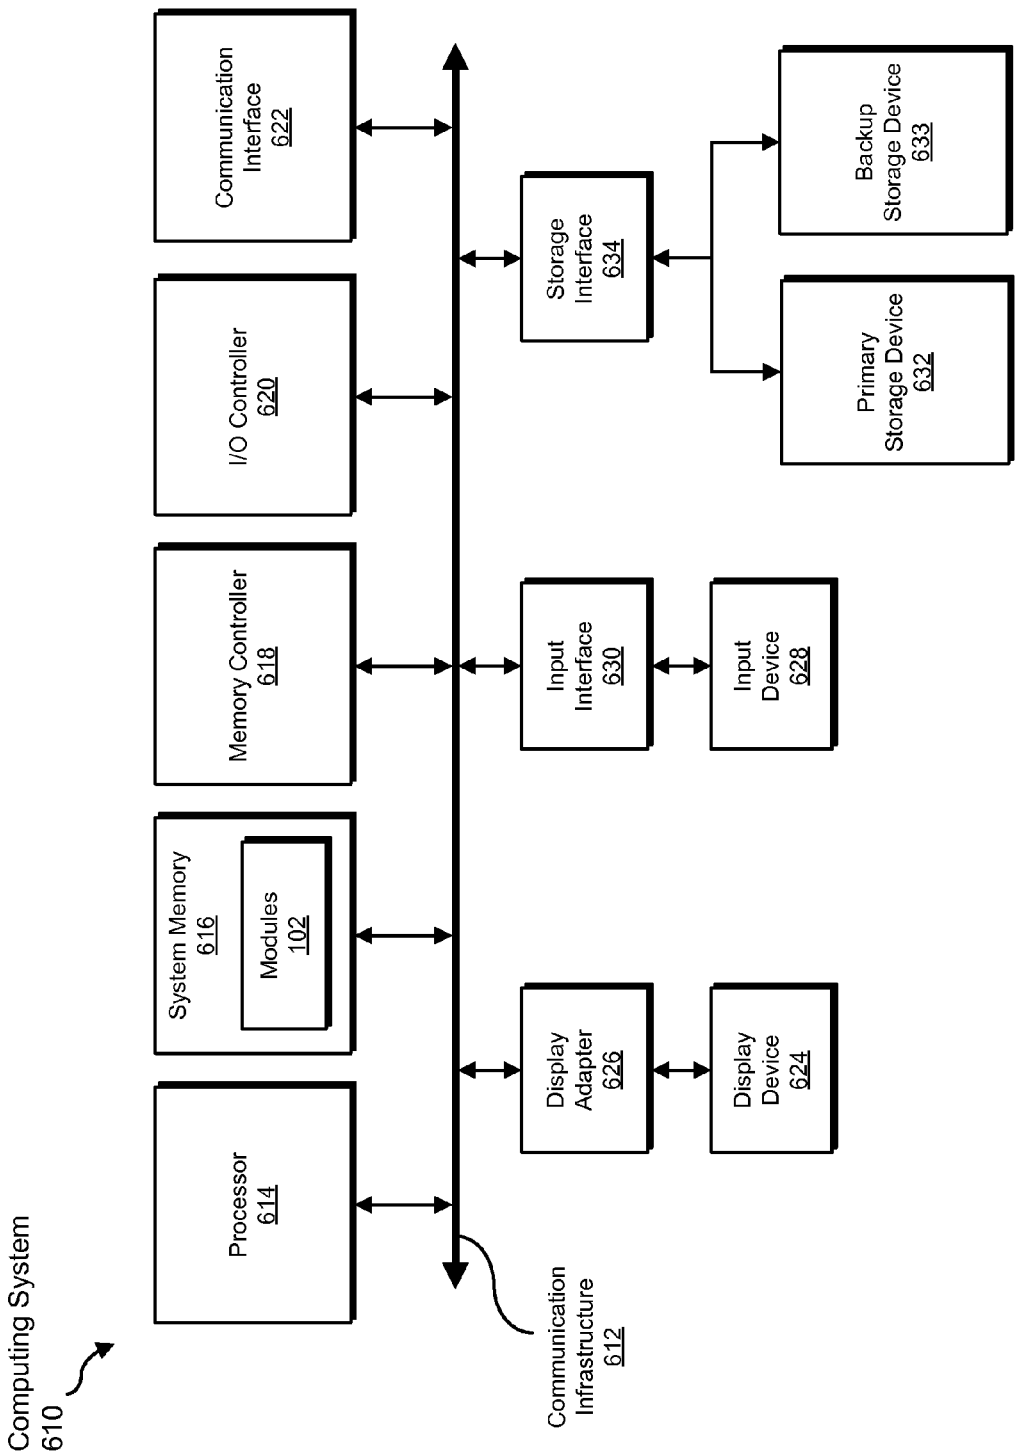 Computing System
610
Processor
614
System Memory
616
Modules
102
Memory Controller
618
I/O Controller
620
Communication
Interface
622
Communication
Infrastructure
612
Display
Adapter
626
Input
Interface
630
Storage
Interface
634
Display
Device
624
Input
Device
628
Primary
Storage Device
632
Backup
Storage Device
633